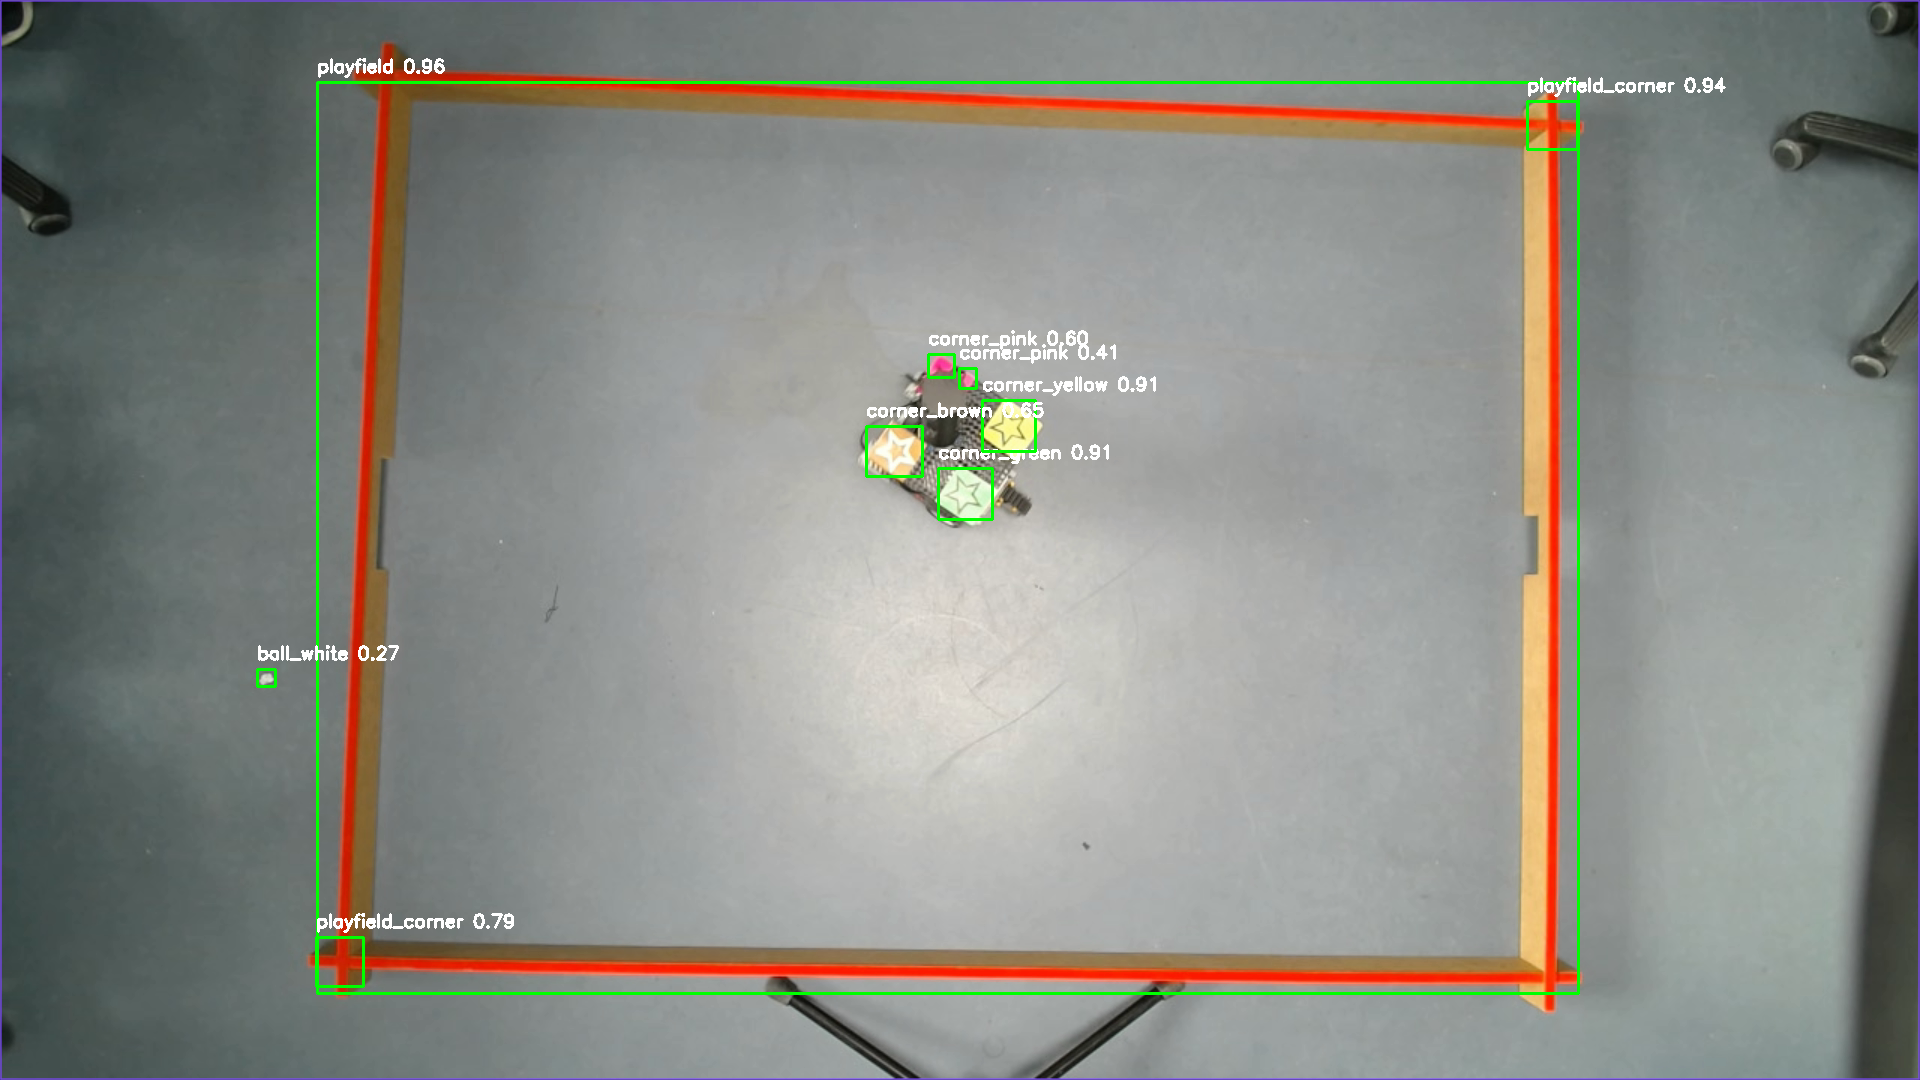 playfield 0.96
playfield_corner 0.94
corner_pink 0.60
corner_pink 0.41
corner_yellow 0.91
corner_brown 0.65
corner_green 0.91
ball_white 0.27
playfield_corner 0.79